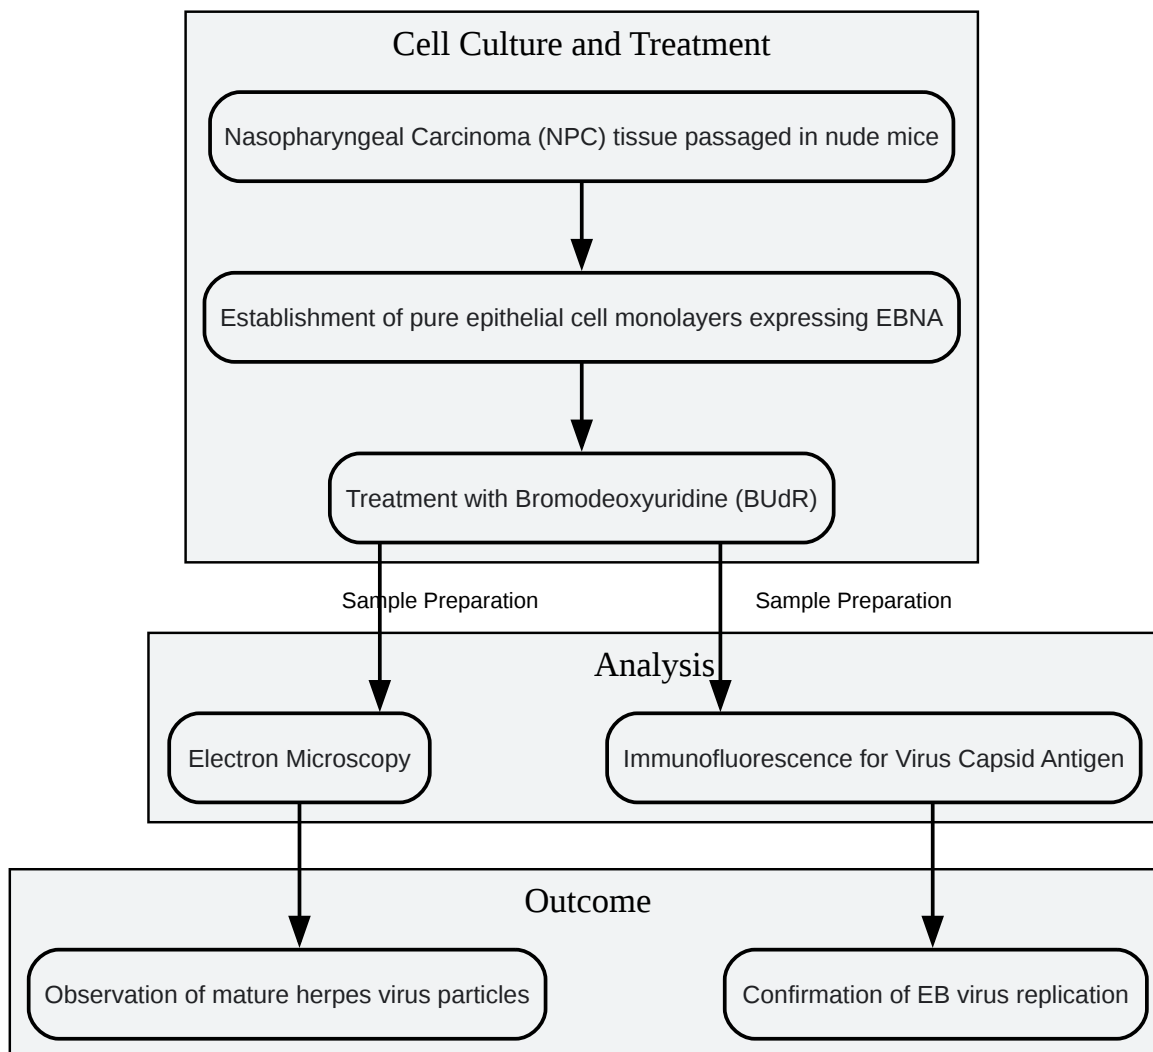 Cell Culture and Treatment
Nasopharyngeal Carcinoma (NPC) tissue passaged in nude mice
Establishment of pure epithelial cell monolayers expressing EBNA
Treatment with Bromodeoxyuridine (BUdR)
Sample Preparation
Sample Preparation
Analysis
Electron Microscopy
Immunofluorescence for Virus Capsid Antigen
Outcome
Observation of mature herpes virus particles
Confirmation of EB virus replication